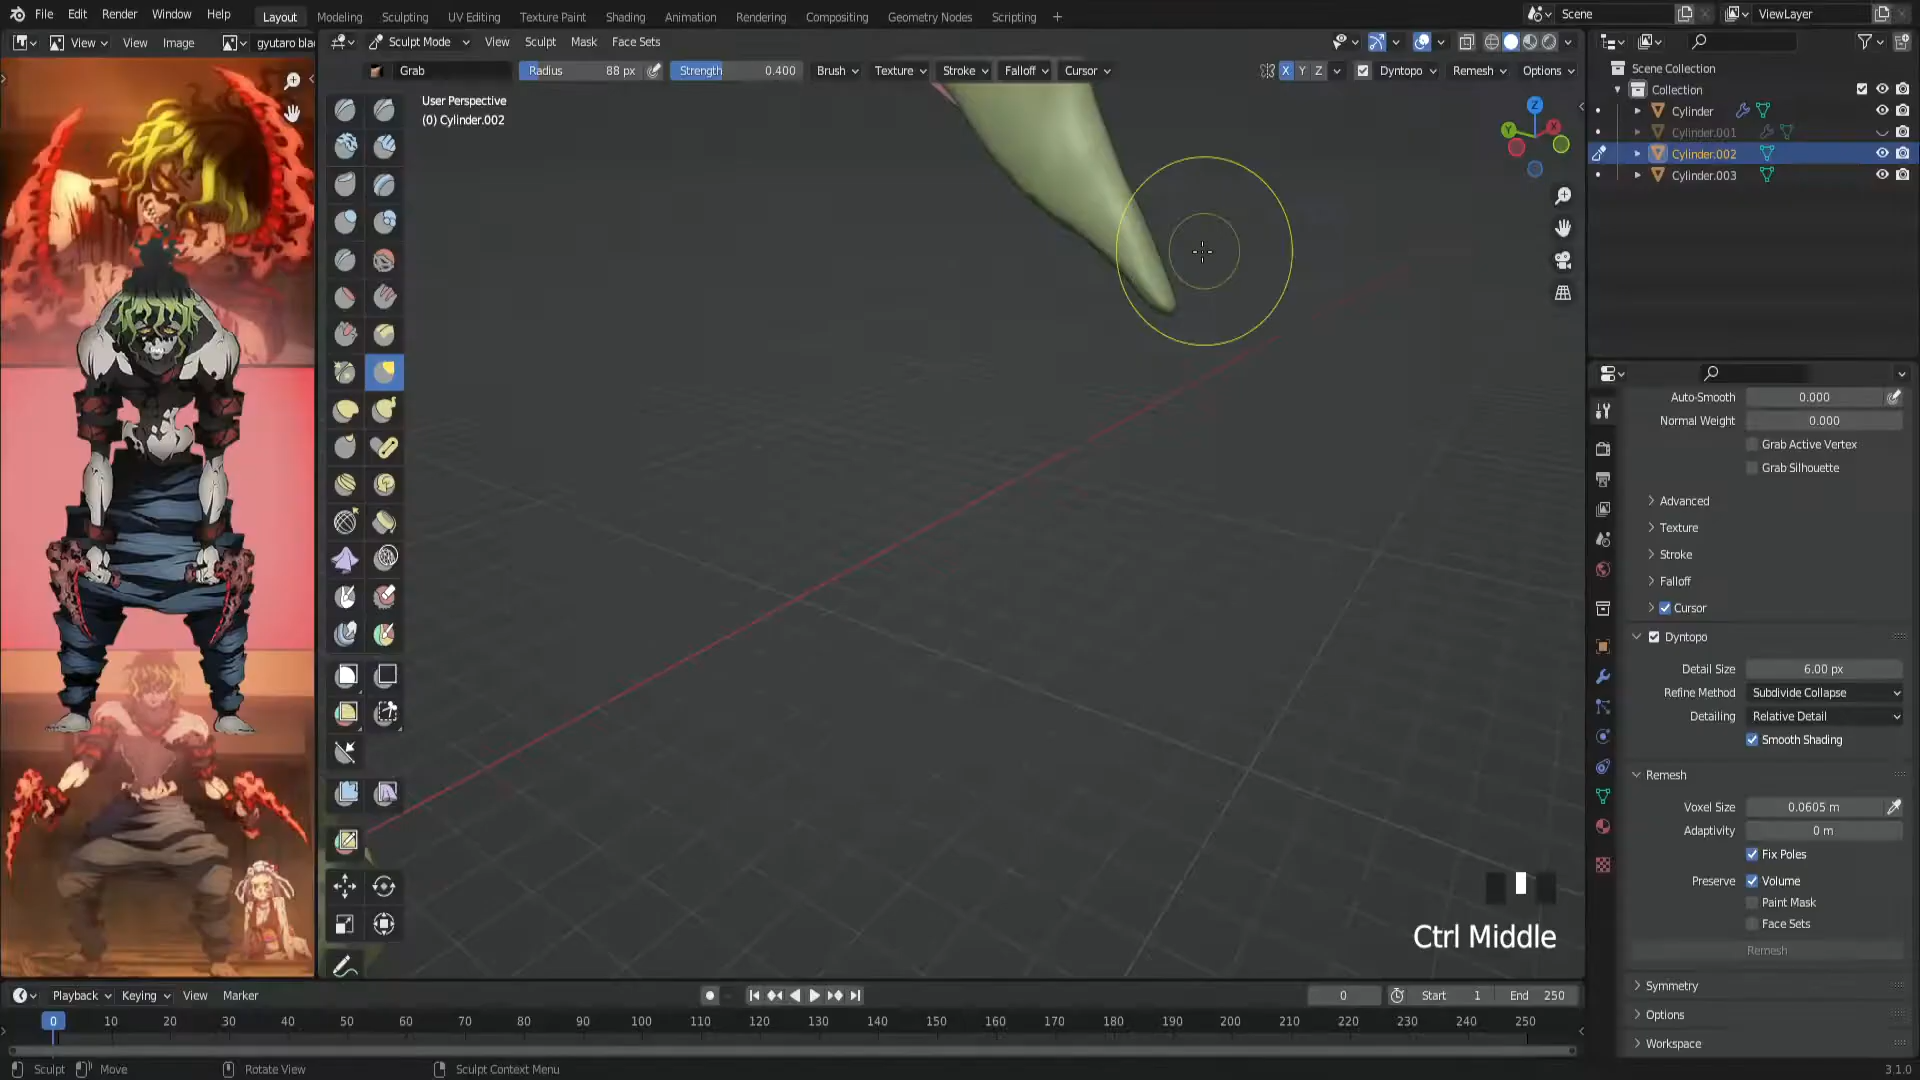 File Edit Render Window Help
Layout Modeling Sculpting UV Editing Texture Paint Shading Animation Rendering Compositing Geometry Nodes Scripting +
Scene
ViewLayer
View View Image gyutaro bla
Sculpt Mode View Sculpt Mask Face Sets
Grab Radius 88 px Strength 0.400 Brush Texture Stroke Falloff Cursor
X Y Z Dyntopo Remesh Options
User Perspective
(0) Cylinder.002
Z
Y
X
Scene Collection
Collection
Cylinder
Cylinder.001
Cylinder.002
Cylinder.003
Auto-Smooth 0.000
Normal Weight 0.000
Grab Active Vertex
Grab Silhouette
Advanced
Texture
Stroke
Falloff
Cursor
Dyntopo
Detail Size 6.00 px
Refine Method Subdivide Collapse
Detailing Relative Detail
Smooth Shading
Remesh
Voxel Size 0.0605 m
Adaptivity 0 m
Fix Poles
Preserve Volume
Paint Mask
Face Sets
Remesh
Symmetry
Options
Workspace
Ctrl Middle
Playback Keying View Marker
0 Start 1 End 250
0 10 20 30 40 50 60 70 80 90 100 110 120 130 140 150 160 170 180 190 200 210 220 230 240 250
Sculpt Move Rotate View Sculpt Context Menu 3.1.0